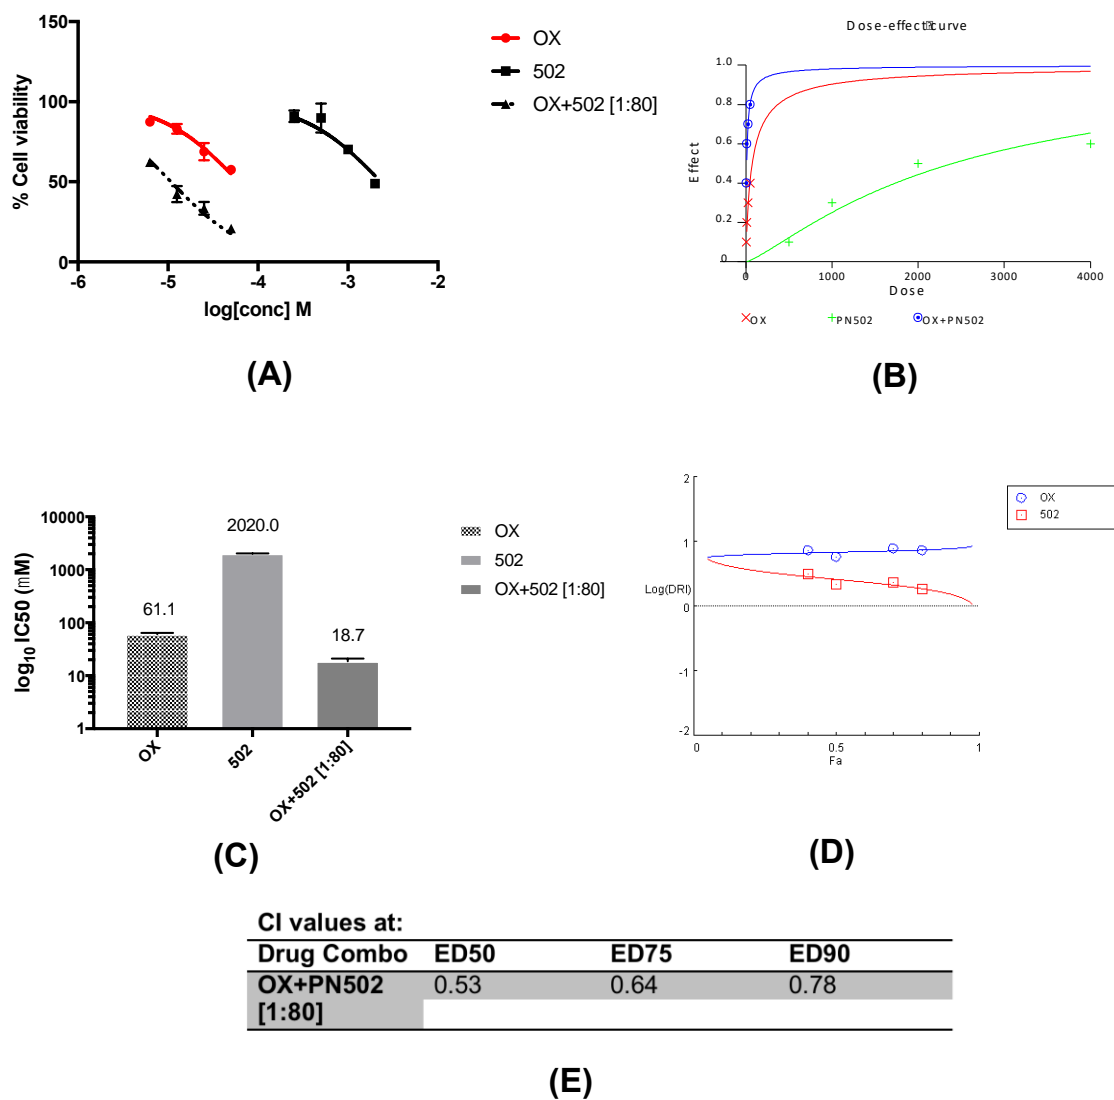 150
100
50
0
% Cell viability
-6
-5
-4
-3
-2
log[conc] M
OX
502
OX+502 [1:80]
(A)
Dose-effect curve
1.0
0.8
0.6
0.4
0.2
0
Effect
0
1000
2000
3000
4000
Dose
OX
PN502
OX+PN502
(B)
10000
1000
100
10
1
log10 IC50 (mM)
61.1
2020.0
18.7
OX
502
OX+502 [1:80]
OX
502
OX+502 [1:80]
(C)
2
1
0
-1
-2
Log(DRI)
0
0.5
1
Fa
OX
502
(D)
CI values at:
Drug Combo ED50 ED75 ED90
OX+PN502 0.53 0.64 0.78
[1:80]
(E)